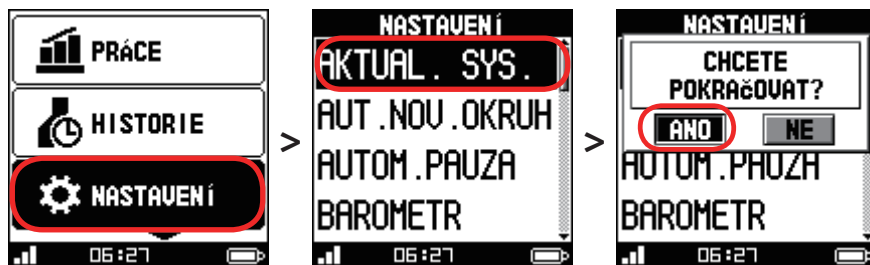 PRÁCE
HISTORIE
NASTAVENÍ
06:27
>
NASTAVENÍ
AKTUAL. SYS.
AUT.NOV.OKRUH
AUTOM.PAUZA
BAROMETR
06:27
>
NASTAVENÍ
CHCETE
POKRAČOVAT?
ANO NE
AUTOM.PAUZA
BAROMETR
06:27